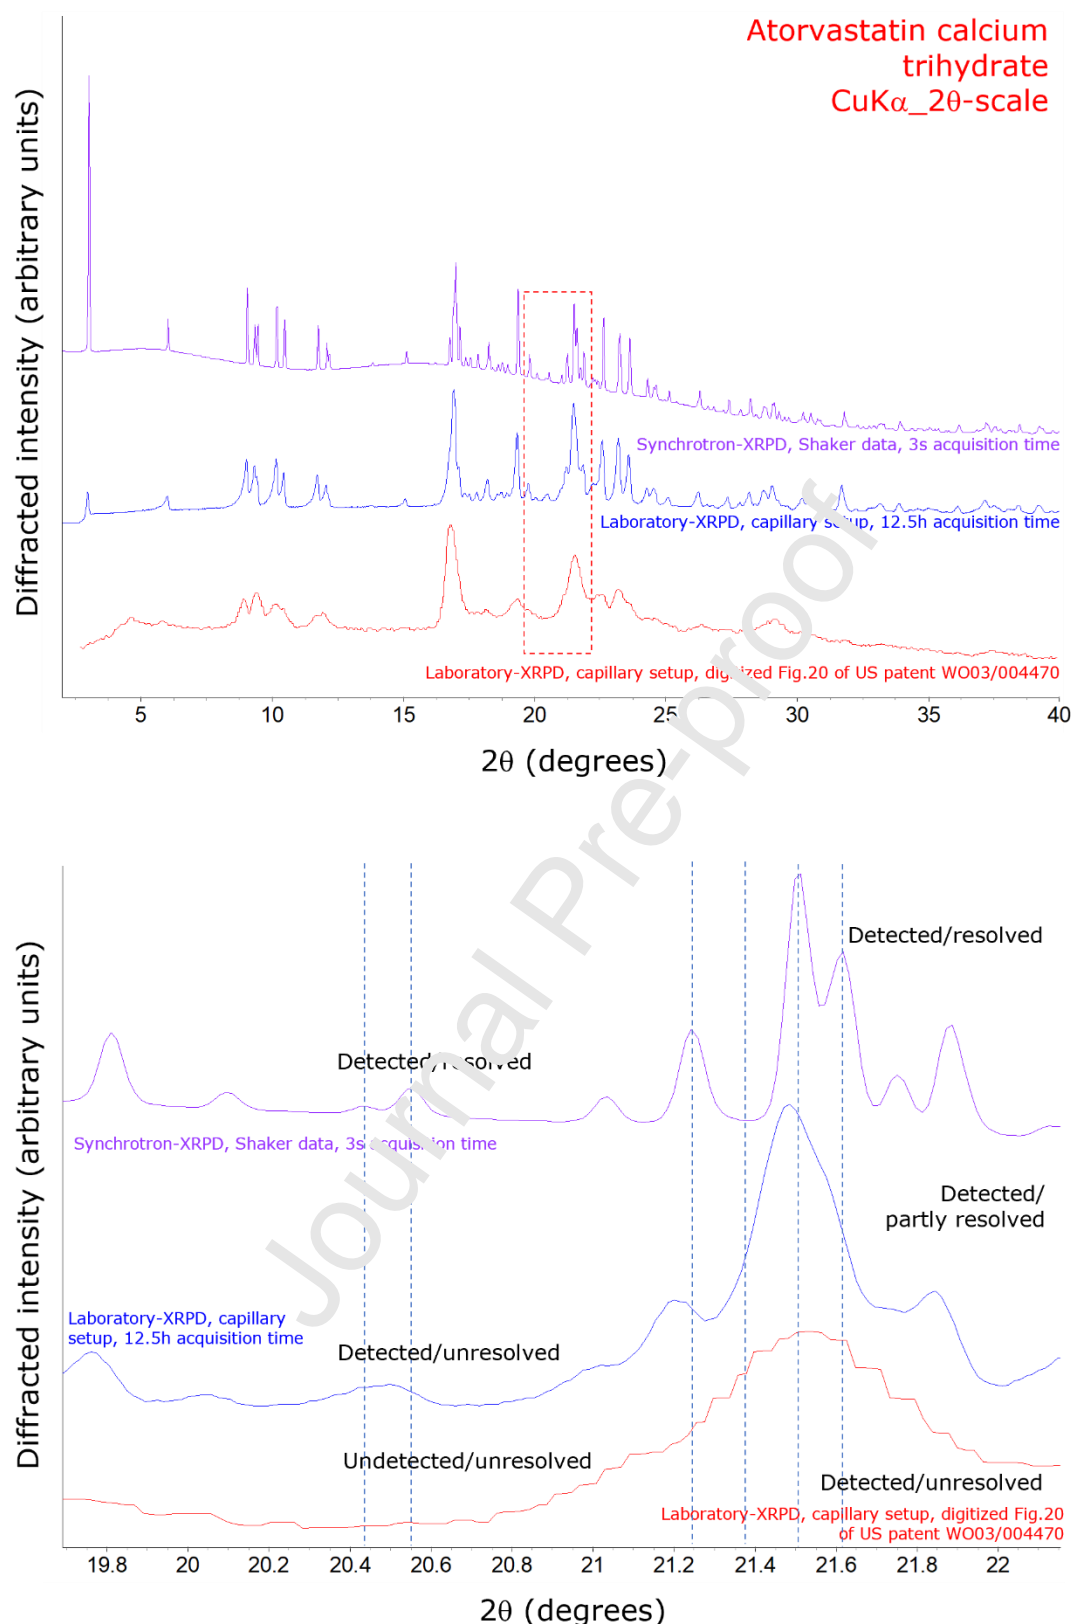 Atorvastatin calcium
trihydrate
CuKα_2θ-scale
Diffracted intensity (arbitrary units)
Synchrotron-XRPD, Shaker data, 3s acquisition time
Laboratory-XRPD, capillary setup, 12.5h acquisition time
Laboratory-XRPD, capillary setup, digitized Fig.20 of US patent WO03/004470
5 10 15 20 25 30 35 40
2θ (degrees)
Journal Pre-proof
Diffracted intensity (arbitrary units)
Detected/resolved
Detected/resolved
Synchrotron-XRPD, Shaker data, 3s acquisition time
Detected/
partly resolved
Laboratory-XRPD, capillary
setup, 12.5h acquisition time
Detected/unresolved
Undetected/unresolved
Detected/unresolved
Laboratory-XRPD, capillary setup, digitized Fig.20
of US patent WO03/004470
19.8 20 20.2 20.4 20.6 20.8 21 21.2 21.4 21.6 21.8 22
2θ (degrees)